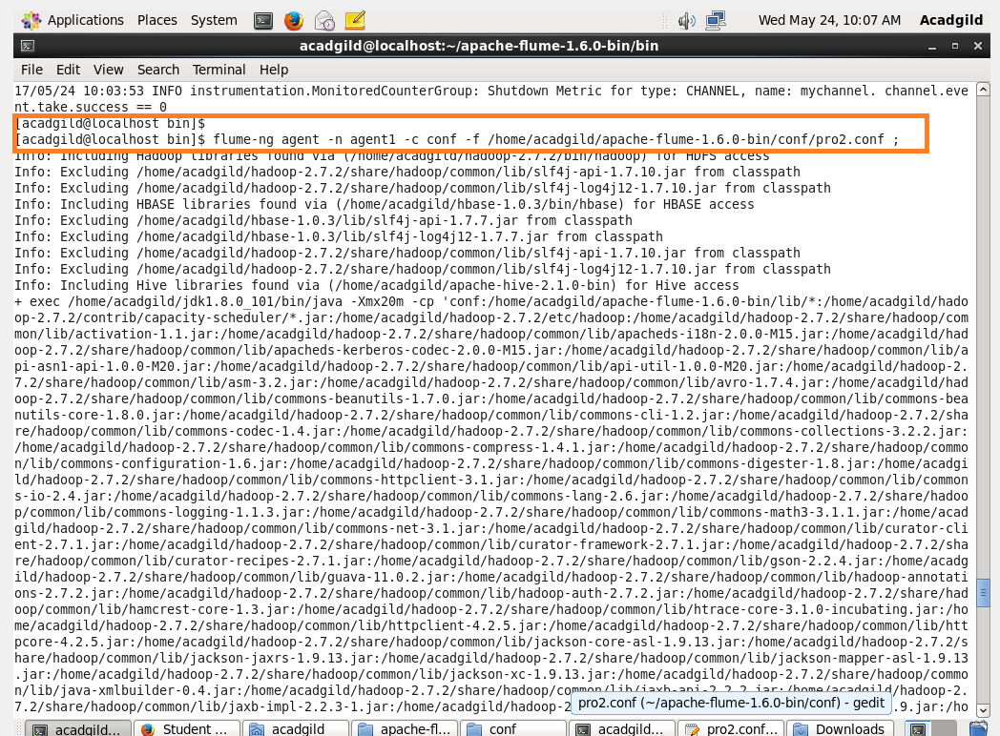 Applications Places System
Wed May 24, 10:07 AM Acadgild
acadgild@localhost:~/apache-flume-1.6.0-bin/bin
File Edit View Search Terminal Help
17/05/24 10:03:53 INFO instrumentation.MonitoredCounterGroup: Shutdown Metric for type: CHANNEL, name: mychannel. channel.eve
nt.take.success == 0
[acadgild@localhost bin]$
[acadgild@localhost bin]$ flume-ng agent -n agent1 -c conf -f /home/acadgild/apache-flume-1.6.0-bin/conf/pro2.conf ;
Info: Including Hadoop libraries found via (/home/acadgild/hadoop-2.7.2/bin/hadoop) for HDFS access
Info: Excluding /home/acadgild/hadoop-2.7.2/share/hadoop/common/lib/slf4j-api-1.7.10.jar from classpath
Info: Excluding /home/acadgild/hadoop-2.7.2/share/hadoop/common/lib/slf4j-log4j12-1.7.10.jar from classpath
Info: Including HBASE libraries found via (/home/acadgild/hbase-1.0.3/bin/hbase) for HBASE access
Info: Excluding /home/acadgild/hbase-1.0.3/lib/slf4j-api-1.7.7.jar from classpath
Info: Excluding /home/acadgild/hbase-1.0.3/lib/slf4j-log4j12-1.7.7.jar from classpath
Info: Excluding /home/acadgild/hadoop-2.7.2/share/hadoop/common/lib/slf4j-api-1.7.10.jar from classpath
Info: Excluding /home/acadgild/hadoop-2.7.2/share/hadoop/common/lib/slf4j-log4j12-1.7.10.jar from classpath
Info: Including Hive libraries found via (/home/acadgild/apache-hive-2.1.0-bin) for Hive access
+ exec /home/acadgild/jdk1.8.0_101/bin/java -Xmx20m -cp 'conf:/home/acadgild/apache-flume-1.6.0-bin/lib/*:/home/acadgild/hado
op-2.7.2/contrib/capacity-scheduler/*.jar:/home/acadgild/hadoop-2.7.2/etc/hadoop:/home/acadgild/hadoop-2.7.2/share/hadoop/com
mon/lib/activation-1.1.jar:/home/acadgild/hadoop-2.7.2/share/hadoop/common/lib/apacheds-i18n-2.0.0-M15.jar:/home/acadgild/had
oop-2.7.2/share/hadoop/common/lib/apacheds-kerberos-codec-2.0.0-M15.jar:/home/acadgild/hadoop-2.7.2/share/hadoop/common/lib/a
pi-asn1-api-1.0.0-M20.jar:/home/acadgild/hadoop-2.7.2/share/hadoop/common/lib/api-util-1.0.0-M20.jar:/home/acadgild/hadoop-2.
7.2/share/hadoop/common/lib/asm-3.2.jar:/home/acadgild/hadoop-2.7.2/share/hadoop/common/lib/avro-1.7.4.jar:/home/acadgild/had
oop-2.7.2/share/hadoop/common/lib/commons-beanutils-1.7.0.jar:/home/acadgild/hadoop-2.7.2/share/hadoop/common/lib/commons-bea
nutils-core-1.8.0.jar:/home/acadgild/hadoop-2.7.2/share/hadoop/common/lib/commons-cli-1.2.jar:/home/acadgild/hadoop-2.7.2/sha
re/hadoop/common/lib/commons-codec-1.4.jar:/home/acadgild/hadoop-2.7.2/share/hadoop/common/lib/commons-collections-3.2.2.jar:
/home/acadgild/hadoop-2.7.2/share/hadoop/common/lib/commons-compress-1.4.1.jar:/home/acadgild/hadoop-2.7.2/share/hadoop/commo
n/lib/commons-configuration-1.6.jar:/home/acadgild/hadoop-2.7.2/share/hadoop/common/lib/commons-digester-1.8.jar:/home/acadgi
ld/hadoop-2.7.2/share/hadoop/common/lib/commons-httpclient-3.1.jar:/home/acadgild/hadoop-2.7.2/share/hadoop/common/lib/common
s-io-2.4.jar:/home/acadgild/hadoop-2.7.2/share/hadoop/common/lib/commons-lang-2.6.jar:/home/acadgild/hadoop-2.7.2/share/hadoo
p/common/lib/commons-logging-1.1.3.jar:/home/acadgild/hadoop-2.7.2/share/hadoop/common/lib/commons-math3-3.1.1.jar:/home/acad
gild/hadoop-2.7.2/share/hadoop/common/lib/commons-net-3.1.jar:/home/acadgild/hadoop-2.7.2/share/hadoop/common/lib/curator-cli
ent-2.7.1.jar:/home/acadgild/hadoop-2.7.2/share/hadoop/common/lib/curator-framework-2.7.1.jar:/home/acadgild/hadoop-2.7.2/sha
re/hadoop/common/lib/curator-recipes-2.7.1.jar:/home/acadgild/hadoop-2.7.2/share/hadoop/common/lib/gson-2.2.4.jar:/home/acadg
ild/hadoop-2.7.2/share/hadoop/common/lib/guava-11.0.2.jar:/home/acadgild/hadoop-2.7.2/share/hadoop/common/lib/hadoop-annotati
ons-2.7.2.jar:/home/acadgild/hadoop-2.7.2/share/hadoop/common/lib/hadoop-auth-2.7.2.jar:/home/acadgild/hadoop-2.7.2/share/had
oop/common/lib/hamcrest-core-1.3.jar:/home/acadgild/hadoop-2.7.2/share/hadoop/common/lib/htrace-core-3.1.0-incubating.jar:/ho
me/acadgild/hadoop-2.7.2/share/hadoop/common/lib/httpclient-4.2.5.jar:/home/acadgild/hadoop-2.7.2/share/hadoop/common/lib/htt
pcore-4.2.5.jar:/home/acadgild/hadoop-2.7.2/share/hadoop/common/lib/jackson-core-asl-1.9.13.jar:/home/acadgild/hadoop-2.7.2/s
hare/hadoop/common/lib/jackson-jaxrs-1.9.13.jar:/home/acadgild/hadoop-2.7.2/share/hadoop/common/lib/jackson-mapper-asl-1.9.13
.jar:/home/acadgild/hadoop-2.7.2/share/hadoop/common/lib/jackson-xc-1.9.13.jar:/home/acadgild/hadoop-2.7.2/share/hadoop/commo
n/lib/java-xmlbuilder-0.4.jar:/home/acadgild/hadoop-2.7.2/share/hadoop/common/lib/jaxb-api-2.2.2.jar:/home/acadgild/hadoop-2.
7.2/share/hadoop/common/lib/jaxb-impl-2.2.3-1.jar:/home/acadgild/hadoop-2.7.2/share/ .9.jar:/ho
pro2.conf (~/apache-flume-1.6.0-bin/conf) - gedit
acadgild... Student ... acadgild apache-fl... conf acadgild... pro2.conf... Downloads